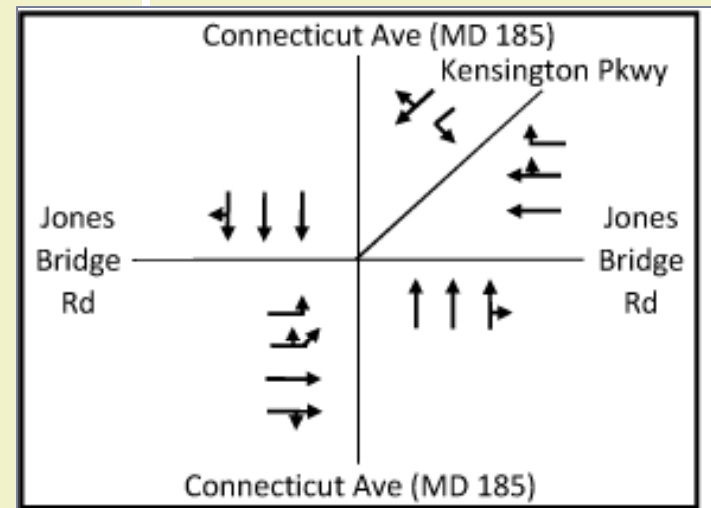 Connecticut Ave (MD 185)
Kensington Pkwy
Jones
Bridge
Rd
Jones
Bridge
Rd
Connecticut Ave (MD 185)